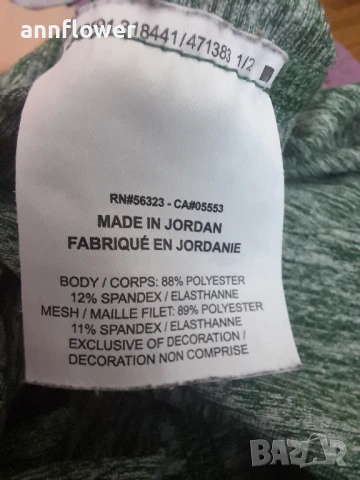 annflower
318441/471383 1/2
RN#56323 - CA#05553
MADE IN JORDAN
FABRIQUÉ EN JORDANIE
BODY / CORPS: 88% POLYESTER
12% SPANDEX / ELASTHANNE
MESH / MAILLE FILET: 89% POLYESTER
11% SPANDEX / ELASTHANNE
EXCLUSIVE OF DECORATION /
DECORATION NON COMPRISE
BAZAR